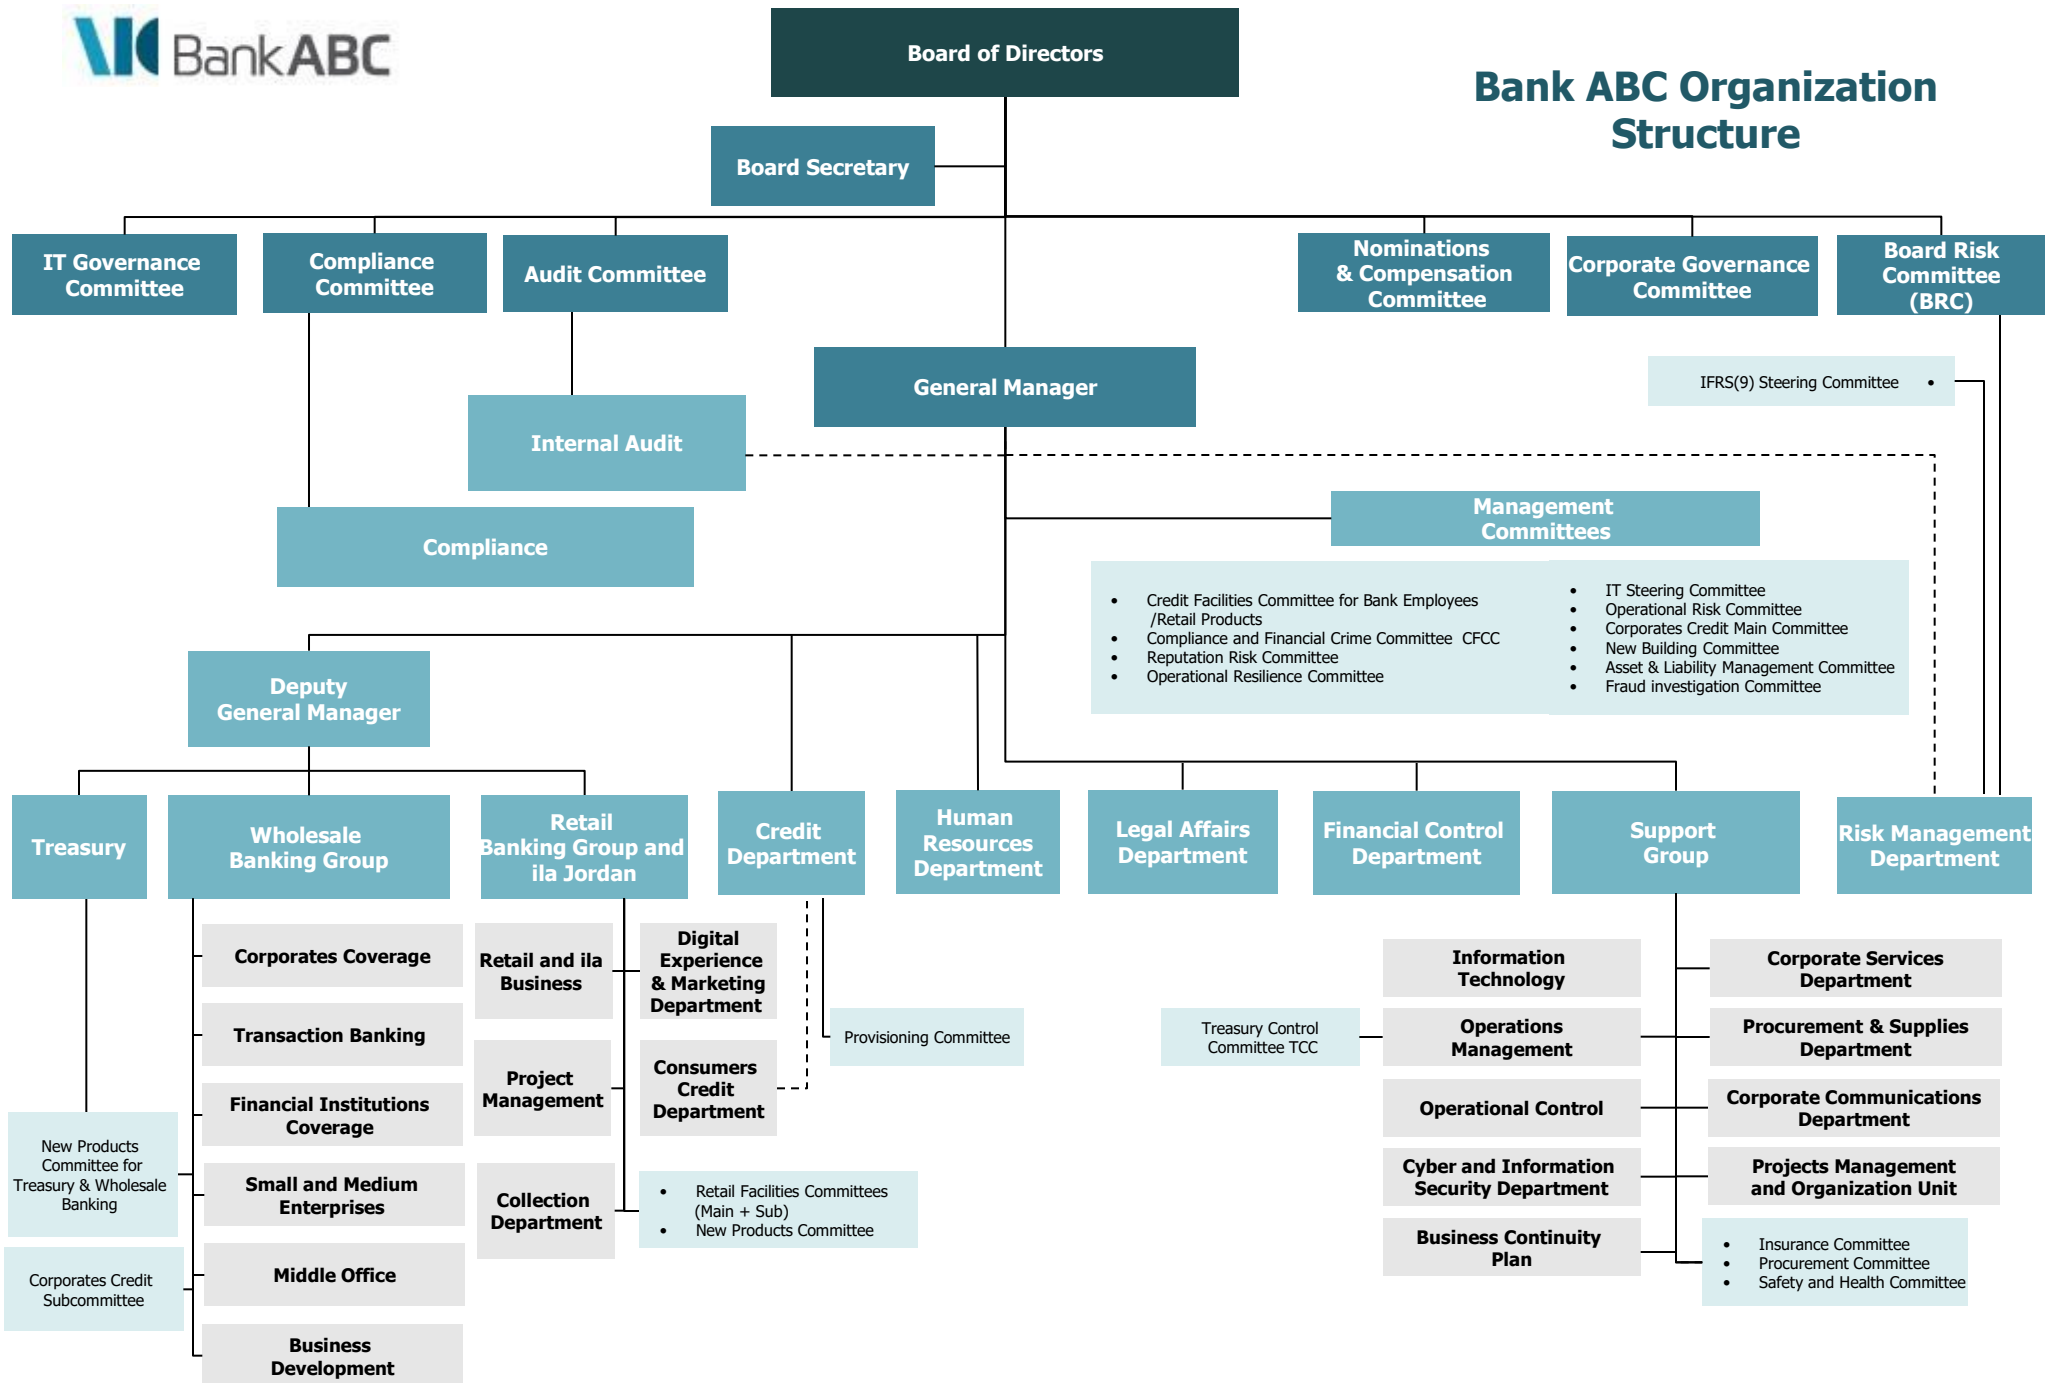 BankABC
Board of Directors
Bank ABC Organization
Structure
Board Secretary
IT Governance
Committee
Compliance
Committee
Audit Committee
Nominations
& Compensation
Committee
Corporate Governance
Committee
Board Risk
Committee
(BRC)
General Manager
IFRS(9) Steering Committee •
Internal Audit
Management
Committees
Compliance
• Credit Facilities Committee for Bank Employees
/Retail Products
• Compliance and Financial Crime Committee CFCC
• Reputation Risk Committee
• Operational Resilience Committee
• IT Steering Committee
• Operational Risk Committee
• Corporates Credit Main Committee
• New Building Committee
• Asset & Liability Management Committee
• Fraud investigation Committee
Deputy
General Manager
Treasury
Wholesale
Banking Group
Retail
Banking Group and
ila Jordan
Credit
Department
Human
Resources
Department
Legal Affairs
Department
Financial Control
Department
Support
Group
Risk Management
Department
Corporates Coverage
Transaction Banking
Financial Institutions
Coverage
Small and Medium
Enterprises
Middle Office
Business
Development
New Products
Committee for
Treasury & Wholesale
Banking
Corporates Credit
Subcommittee
Retail and ila
Business
Digital
Experience
& Marketing
Department
Project
Management
Consumers
Credit
Department
Collection
Department
• Retail Facilities Committees
(Main + Sub)
• New Products Committee
Provisioning Committee
Treasury Control
Committee TCC
Information
Technology
Operations
Management
Operational Control
Cyber and Information
Security Department
Business Continuity
Plan
Corporate Services
Department
Procurement & Supplies
Department
Corporate Communications
Department
Projects Management
and Organization Unit
• Insurance Committee
• Procurement Committee
• Safety and Health Committee